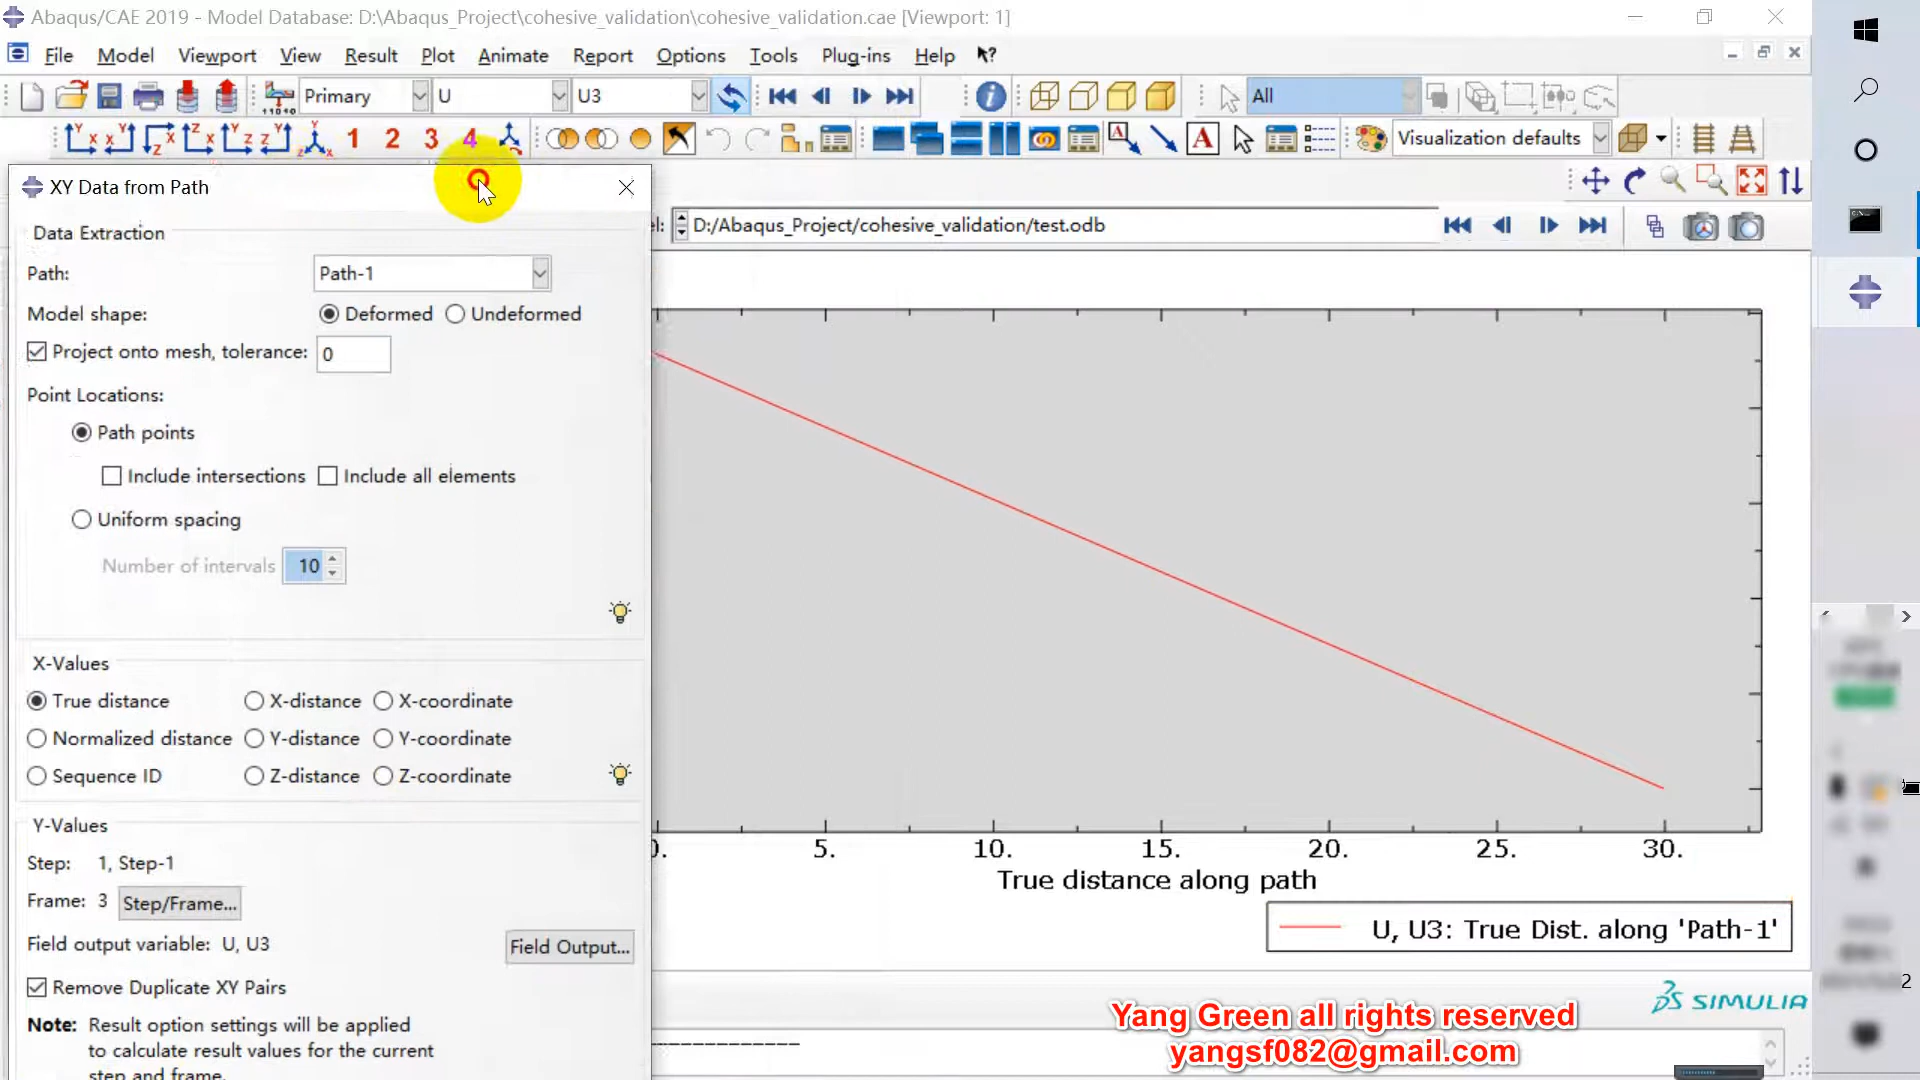 Abaqus/CAE 2019 - Model Database: D:\Abaqus_Project\cohesive_validation\cohesive_validation.cae [Viewport: 1]
File Model Viewport View Result Plot Animate Report Options Tools Plug-ins Help
Primary U U3 All
1 2 3 4 Visualization defaults
XY Data from Path
D:/Abaqus_Project/cohesive_validation/test.odb
Data Extraction
Path: Path-1
Model shape: Deformed Undeformed
Project onto mesh, tolerance: 0
Point Locations:
Path points
Include intersections Include all elements
Uniform spacing
Number of intervals 10
X-Values
True distance X-distance X-coordinate
Normalized distance Y-distance Y-coordinate
Sequence ID Z-distance Z-coordinate
Y-Values
Step: 1, Step-1
Frame: 3 Step/Frame...
Field output variable: U, U3 Field Output...
Remove Duplicate XY Pairs
Note: Result option settings will be applied
to calculate result values for the current
step and frame.
5. 10. 15. 20. 25. 30.
True distance along path
U, U3: True Dist. along 'Path-1'
SIMULIA
Yang Green all rights reserved
yangsf082@gmail.com